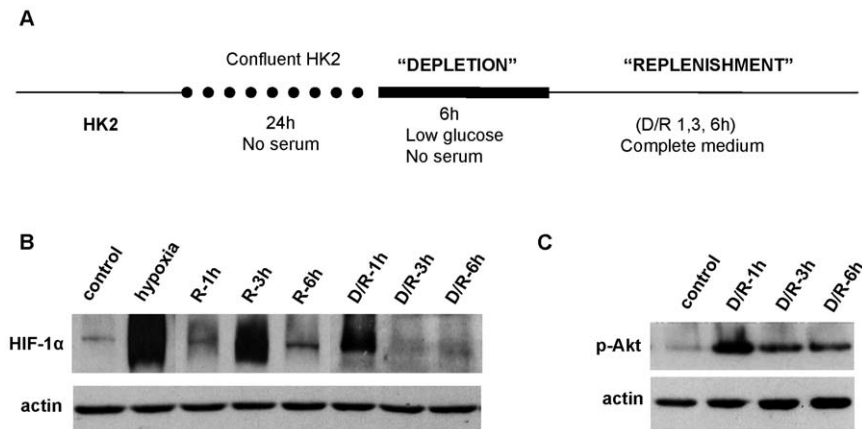 A
Confluent HK2
“DEPLETION”
“REPLENISHMENT”
HK2
24h
No serum
6h
Low glucose
No serum
(D/R 1,3, 6h)
Complete medium
B
control
hypoxia
R-1h
R-3h
R-6h
D/R-1h
D/R-3h
D/R-6h
HIF-1α
actin
C
control
D/R-1h
D/R-3h
D/R-6h
p-Akt
actin